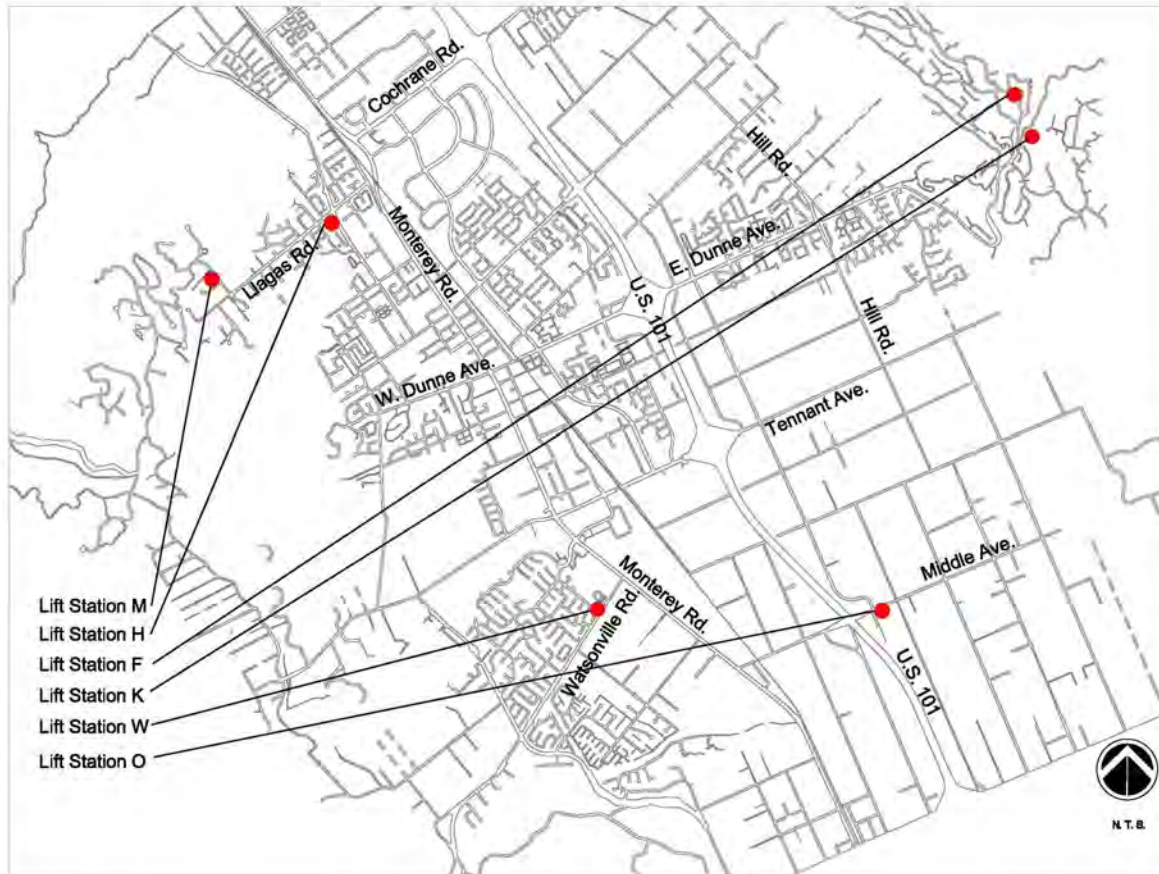 Cochrane Rd.
Hill Rd.
Monterey Rd.
Llagas Rd.
E. Dunne Ave.
U.S. 101
Hill Rd.
W. Dunne Ave.
Tennant Ave.
Middle Ave.
Monterey Rd.
Watsonville Rd.
U.S. 101
Lift Station M
Lift Station H
Lift Station F
Lift Station K
Lift Station W
Lift Station O
N. T. S.